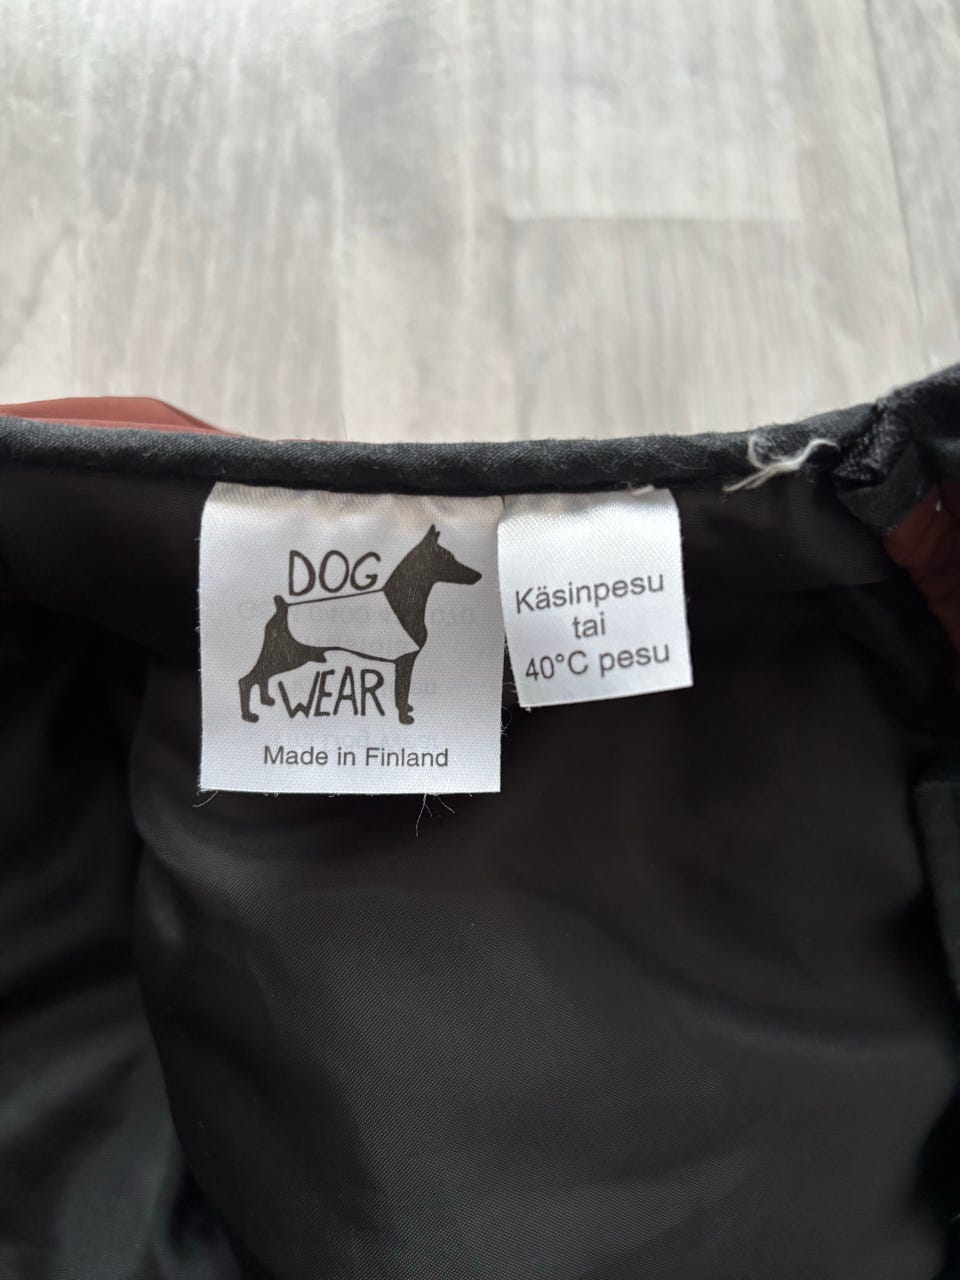 DOG
WEAR
Made in Finland
Käsinpesu
tai
40°C pesu